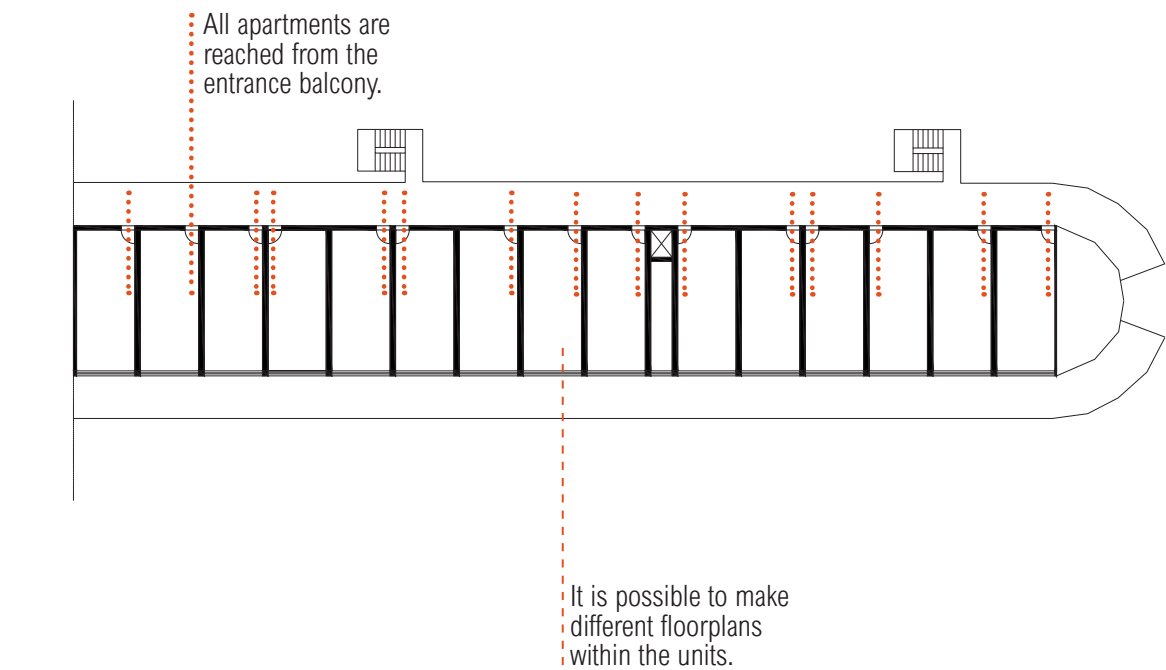 All apartments are
reached from the
entrance balcony.
It is possible to make
different floorplans
within the units.